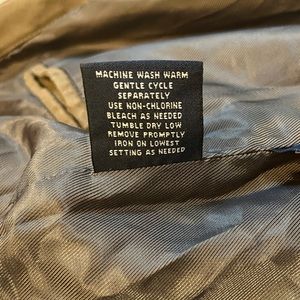 MACHINE WASH WARM
GENTLE CYCLE
SEPARATELY
USE NON-CHLORINE
BLEACH AS NEEDED
TUMBLE DRY LOW
REMOVE PROMPTLY
IRON ON LOWEST
SETTING AS NEEDED